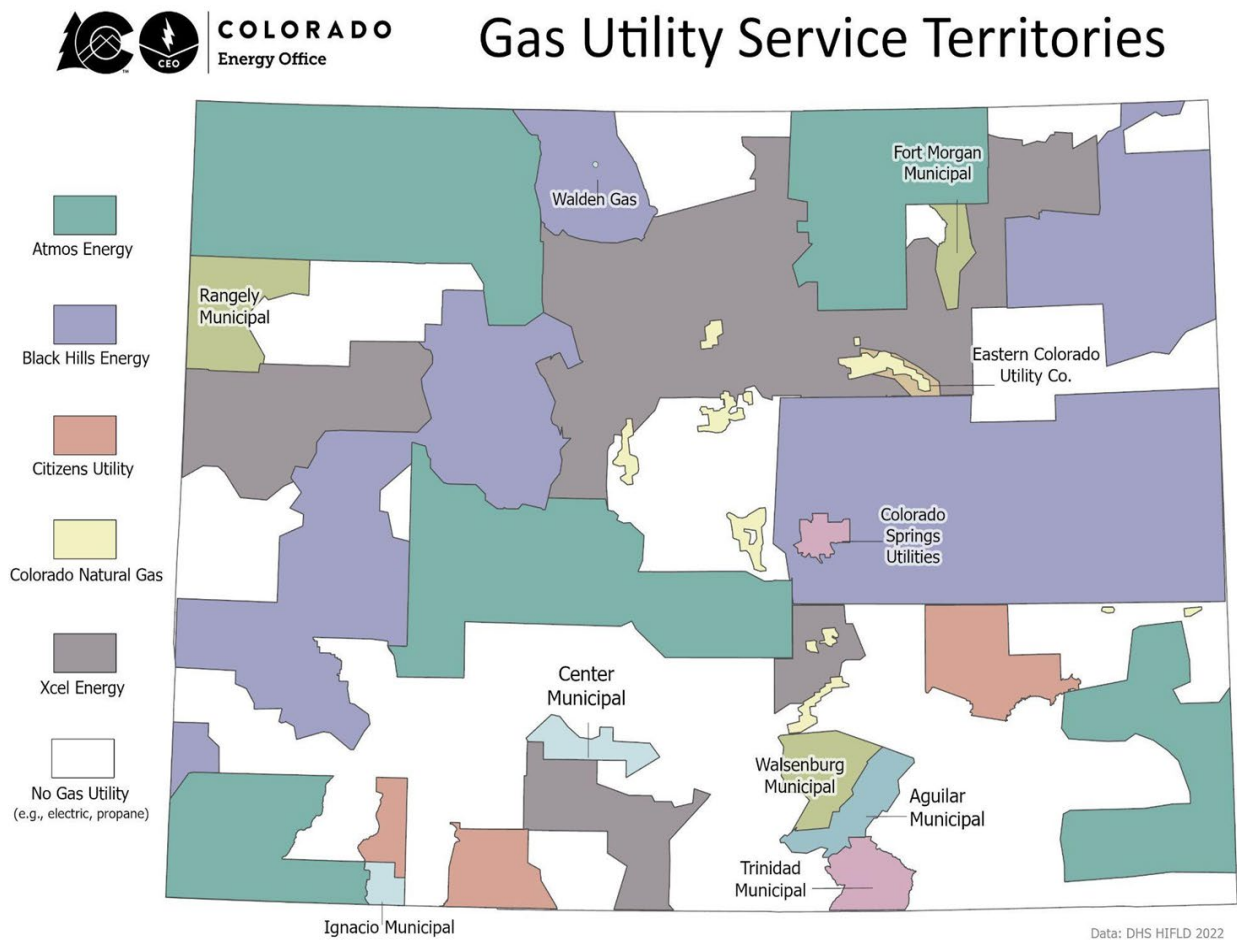 COLORADO
Energy Office
CEO
TM
Gas Utility Service Territories
Atmos Energy
Black Hills Energy
Citizens Utility
Colorado Natural Gas
Xcel Energy
No Gas Utility
(e.g., electric, propane)
Walden Gas
Fort Morgan
Municipal
Rangely
Municipal
Eastern Colorado
Utility Co.
Colorado
Springs
Utilities
Center
Municipal
Walsenburg
Municipal
Aguilar
Municipal
Trinidad
Municipal
Ignacio Municipal
Data: DHS HIFLD 2022